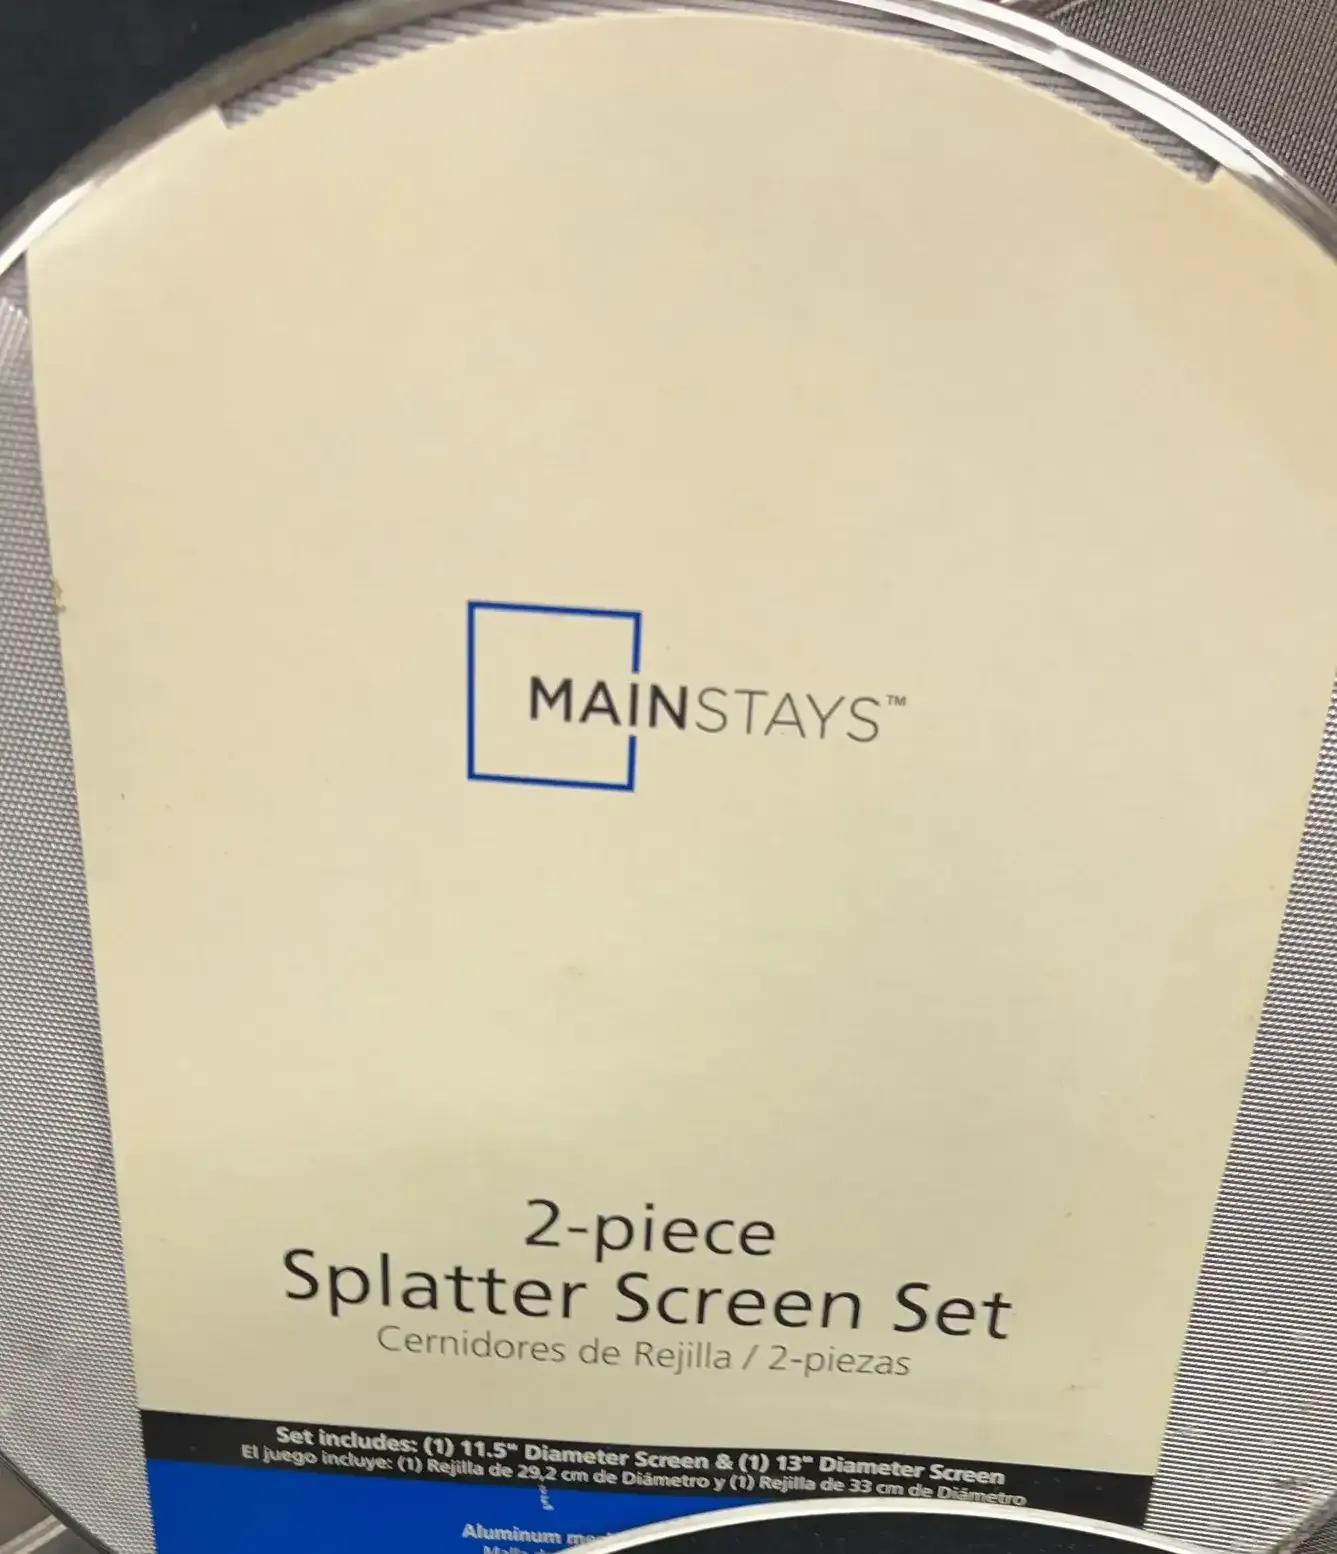 MAINSTAYS™
2-piece
Splatter Screen Set
Cernidores de Rejilla / 2-piezas
Set includes: (1) 11.5" Diameter Screen & (1) 13" Diameter Screen
El juego incluye: (1) Rejilla de 29,2 cm de Diámetro y (1) Rejilla de 33 cm de Diámetro
Aluminum